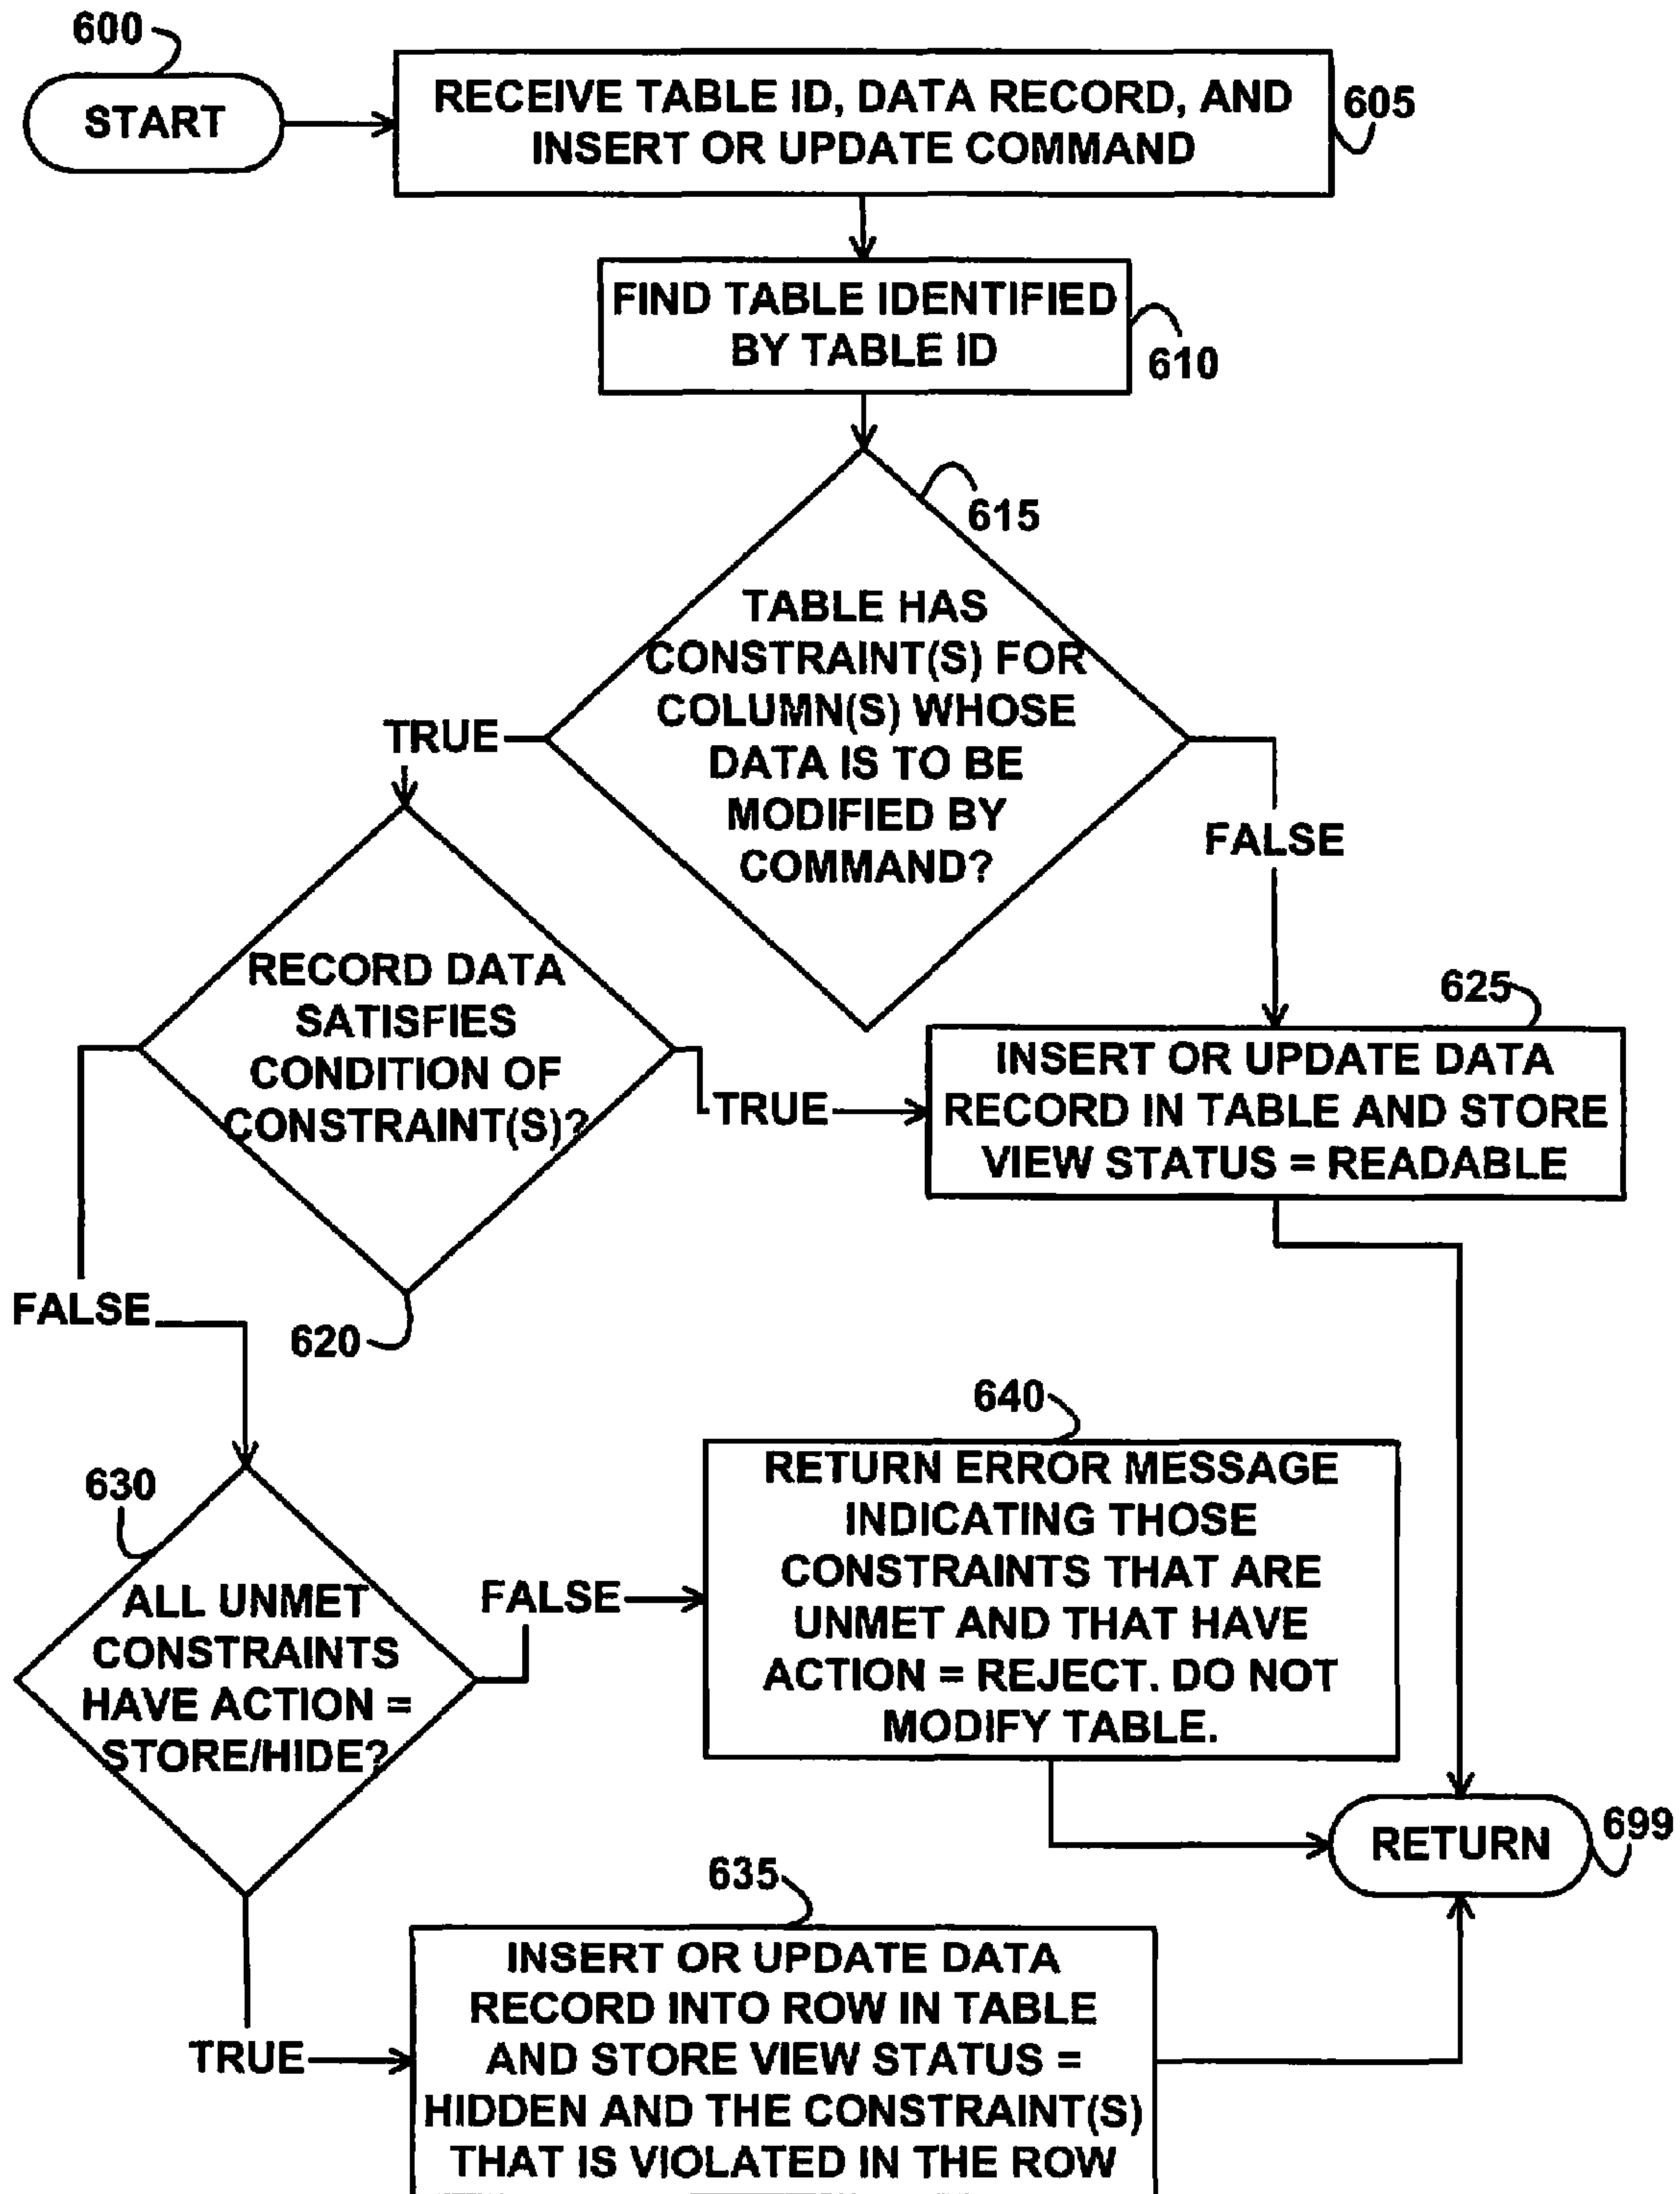 600
START
RECEIVE TABLE ID, DATA RECORD, AND
INSERT OR UPDATE COMMAND
605
FIND TABLE IDENTIFIED
BY TABLE ID
610
615
TABLE HAS
CONSTRAINT(S) FOR
COLUMN(S) WHOSE
DATA IS TO BE
MODIFIED BY
COMMAND?
TRUE
FALSE
RECORD DATA
SATISFIES
CONDITION OF
CONSTRAINT(S)?
TRUE
625
INSERT OR UPDATE DATA
RECORD IN TABLE AND STORE
VIEW STATUS = READABLE
FALSE
620
630
ALL UNMET
CONSTRAINTS
HAVE ACTION =
STORE/HIDE?
FALSE
640
RETURN ERROR MESSAGE
INDICATING THOSE
CONSTRAINTS THAT ARE
UNMET AND THAT HAVE
ACTION = REJECT. DO NOT
MODIFY TABLE.
RETURN
699
TRUE
635
INSERT OR UPDATE DATA
RECORD INTO ROW IN TABLE
AND STORE VIEW STATUS =
HIDDEN AND THE CONSTRAINT(S)
THAT IS VIOLATED IN THE ROW